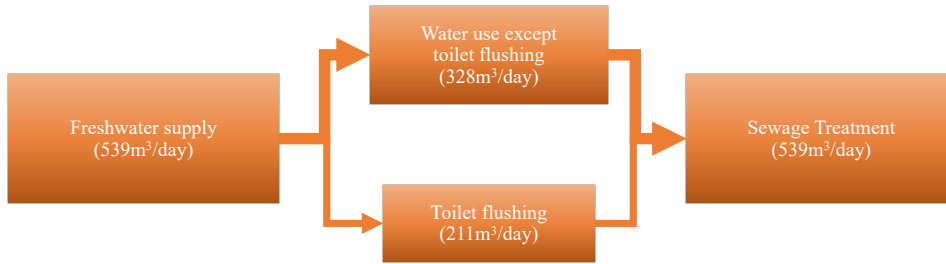 Freshwater supply
(539m³/day)
Water use except
toilet flushing
(328m³/day)
Toilet flushing
(211m³/day)
Sewage Treatment
(539m³/day)